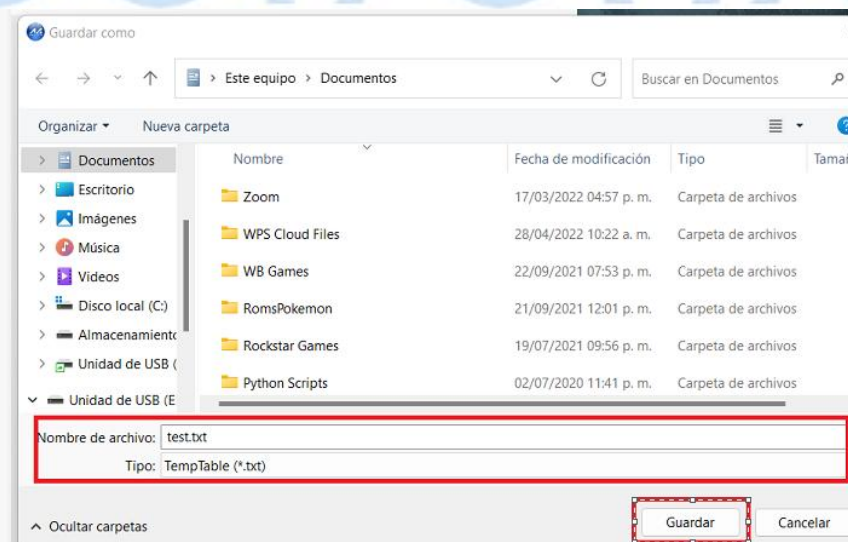 Guardar como
Este equipo > Documentos
Buscar en Documentos
Organizar
Nueva carpeta
Nombre
Fecha de modificación
Tipo
Documentos
Escritorio
Imágenes
Música
Videos
Disco local (C:)
Unidad de USB (
Unidad de USB (E
Zoom 17/03/2022 04:57 p. m. Carpeta de archivos
WPS Cloud Files 28/04/2022 10:22 a. m. Carpeta de archivos
WB Games 22/09/2021 07:53 p. m. Carpeta de archivos
RomsPokemon 21/09/2021 12:01 p. m. Carpeta de archivos
Rockstar Games 19/07/2021 09:56 p. m. Carpeta de archivos
Python Scripts 02/07/2020 11:41 p. m. Carpeta de archivos
Nombre de archivo: test.txt
Tipo: TempTable (*.txt)
Ocultar carpetas
Guardar
Cancelar